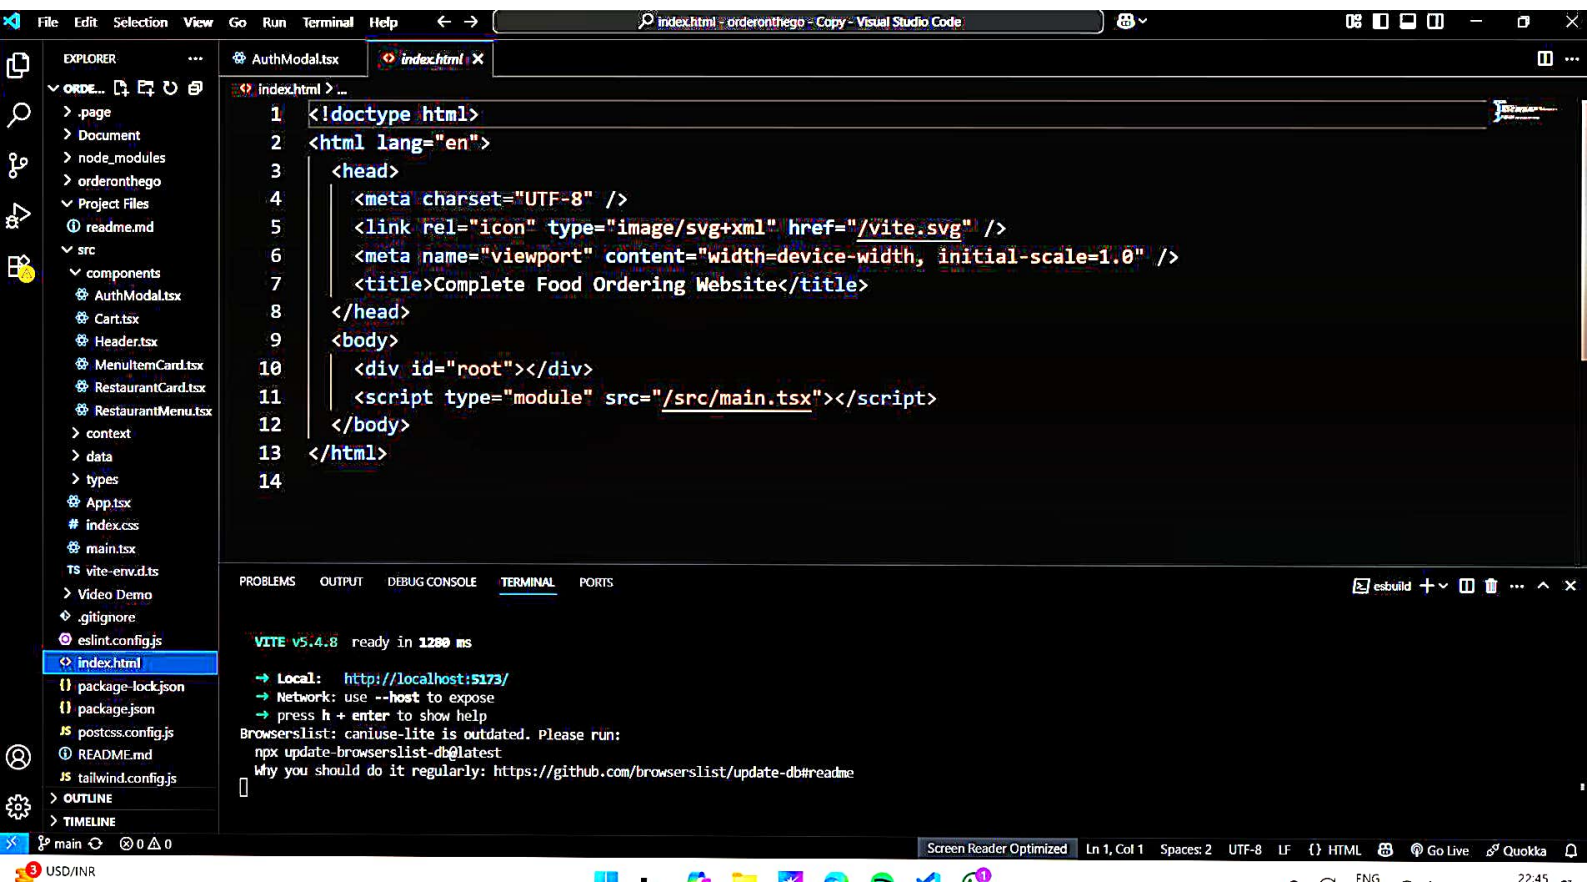 File Edit Selection View Go Run Terminal Help
index.html - orderonthego - Copy - Visual Studio Code
EXPLORER
AuthModal.tsx
index.html
ORDE...
index.html > ...
.page
Document
node_modules
orderonthego
Project Files
readme.md
src
components
AuthModal.tsx
Cart.tsx
Header.tsx
MenuItemCard.tsx
RestaurantCard.tsx
RestaurantMenu.tsx
context
data
types
App.tsx
# index.css
main.tsx
TS vite-env.d.ts
Video Demo
.gitignore
eslint.config.js
<> index.html
{} package-lock.json
{} package.json
JS postcss.config.js
README.md
JS tailwind.config.js
OUTLINE
TIMELINE
1 <!doctype html>
2 <html lang="en">
3 <head>
4 <meta charset="UTF-8" />
5 <link rel="icon" type="image/svg+xml" href="/vite.svg" />
6 <meta name="viewport" content="width=device-width, initial-scale=1.0" />
7 <title>Complete Food Ordering Website</title>
8 </head>
9 <body>
10 <div id="root"></div>
11 <script type="module" src="/src/main.tsx"></script>
12 </body>
13 </html>
14
PROBLEMS OUTPUT DEBUG CONSOLE TERMINAL PORTS
esbuild
VITE v5.4.8 ready in 1280 ms
→ Local: http://localhost:5173/
→ Network: use --host to expose
→ press h + enter to show help
Browserslist: caniuse-lite is outdated. Please run:
npx update-browserslist-db@latest
Why you should do it regularly: https://github.com/browserslist/update-db#readme
main
0 0
Screen Reader Optimized Ln 1, Col 1 Spaces: 2 UTF-8 LF {} HTML Go Live Quokka
3 USD/INR
1
ENG
22:45